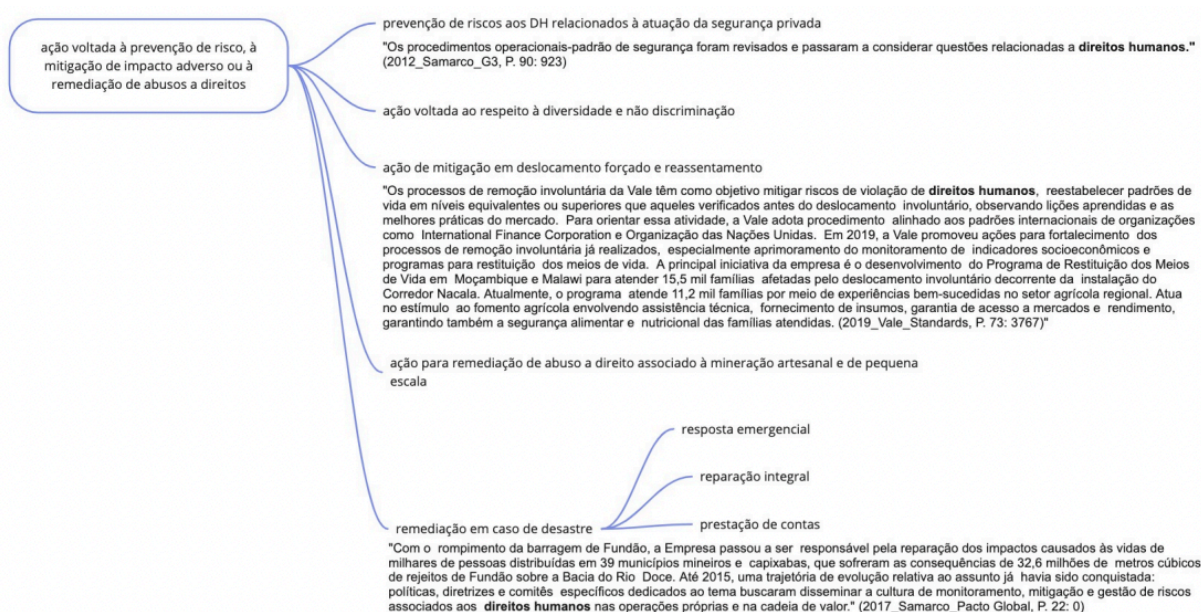 ação voltada à prevenção de risco, à
mitigação de impacto adverso ou à
remediação de abusos a direitos
prevenção de riscos aos DH relacionados à atuação da segurança privada
"Os procedimentos operacionais-padrão de segurança foram revisados e passaram a considerar questões relacionadas a direitos humanos."
(2012_Samarco_G3, P. 90: 923)
ação voltada ao respeito à diversidade e não discriminação
ação de mitigação em deslocamento forçado e reassentamento
"Os processos de remoção involuntária da Vale têm como objetivo mitigar riscos de violação de direitos humanos, reestabelecer padrões de
vida em níveis equivalentes ou superiores que aqueles verificados antes do deslocamento involuntário, observando lições aprendidas e as
melhores práticas do mercado. Para orientar essa atividade, a Vale adota procedimento alinhado aos padrões internacionais de organizações
como International Finance Corporation e Organização das Nações Unidas. Em 2019, a Vale promoveu ações para fortalecimento dos
processos de remoção involuntária já realizados, especialmente aprimoramento do monitoramento de indicadores socioeconômicos e
programas para restituição dos meios de vida. A principal iniciativa da empresa é o desenvolvimento do Programa de Restituição dos Meios
de Vida em Moçambique e Malawi para atender 15,5 mil famílias afetadas pelo deslocamento involuntário decorrente da instalação do
Corredor Nacala. Atualmente, o programa atende 11,2 mil famílias por meio de experiências bem-sucedidas no setor agrícola regional. Atua
no estímulo ao fomento agrícola envolvendo assistência técnica, fornecimento de insumos, garantia de acesso a mercados e rendimento,
garantindo também a segurança alimentar e nutricional das famílias atendidas. (2019_Vale_Standards, P. 73: 3767)"
ação para remediação de abuso a direito associado à mineração artesanal e de pequena
escala
resposta emergencial
reparação integral
prestação de contas
remediação em caso de desastre
"Com o rompimento da barragem de Fundão, a Empresa passou a ser responsável pela reparação dos impactos causados às vidas de
milhares de pessoas distribuídas em 39 municípios mineiros e capixabas, que sofreram as consequências de 32,6 milhões de metros cúbicos
de rejeitos de Fundão sobre a Bacia do Rio Doce. Até 2015, uma trajetória de evolução relativa ao assunto já havia sido conquistada:
políticas, diretrizes e comitês específicos dedicados ao tema buscaram disseminar a cultura de monitoramento, mitigação e gestão de riscos
associados aos direitos humanos nas operações próprias e na cadeia de valor." (2017_Samarco_Pacto Global, P. 22: 0)